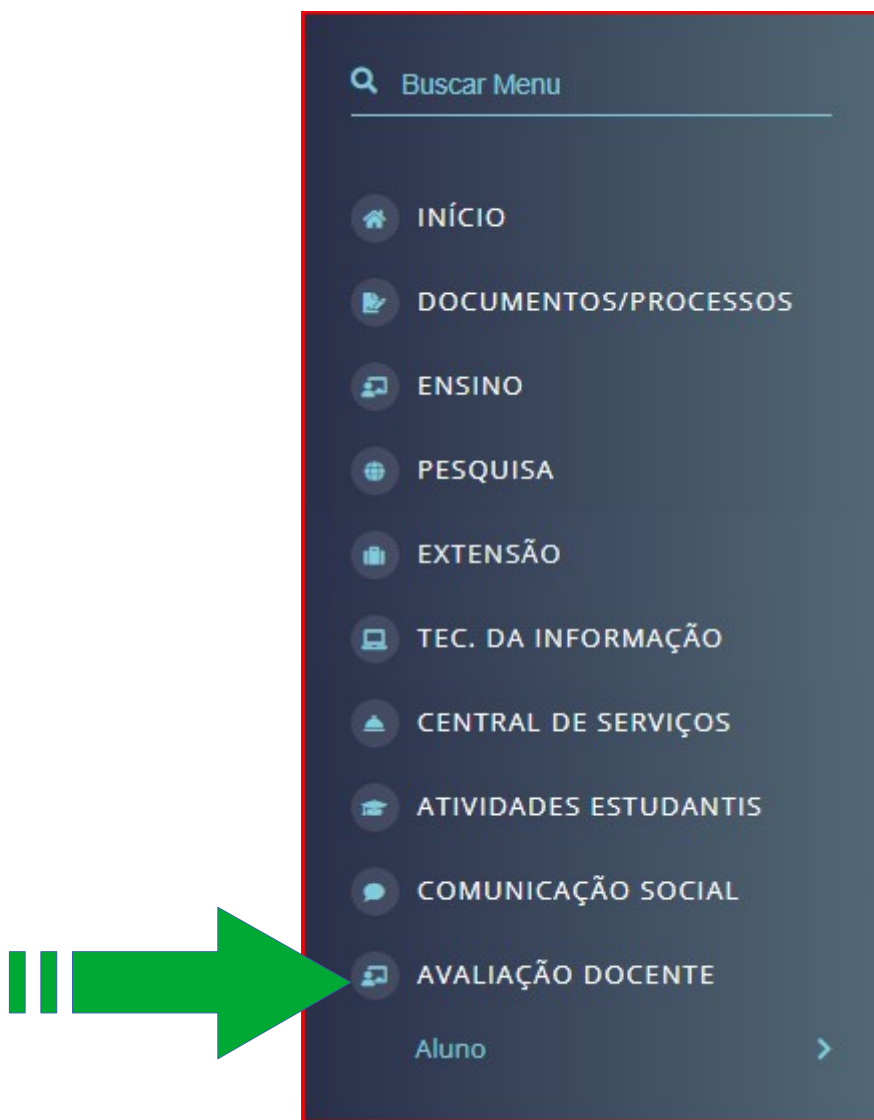 Buscar Menu
INÍCIO
DOCUMENTOS/PROCESSOS
ENSINO
PESQUISA
EXTENSÃO
TEC. DA INFORMAÇÃO
CENTRAL DE SERVIÇOS
ATIVIDADES ESTUDANTIS
COMUNICAÇÃO SOCIAL
AVALIAÇÃO DOCENTE
Aluno